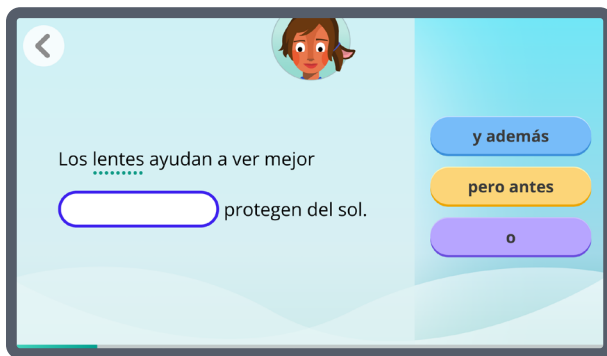 Los lentes ayudan a ver mejor
protegen del sol.
y además
pero antes
o